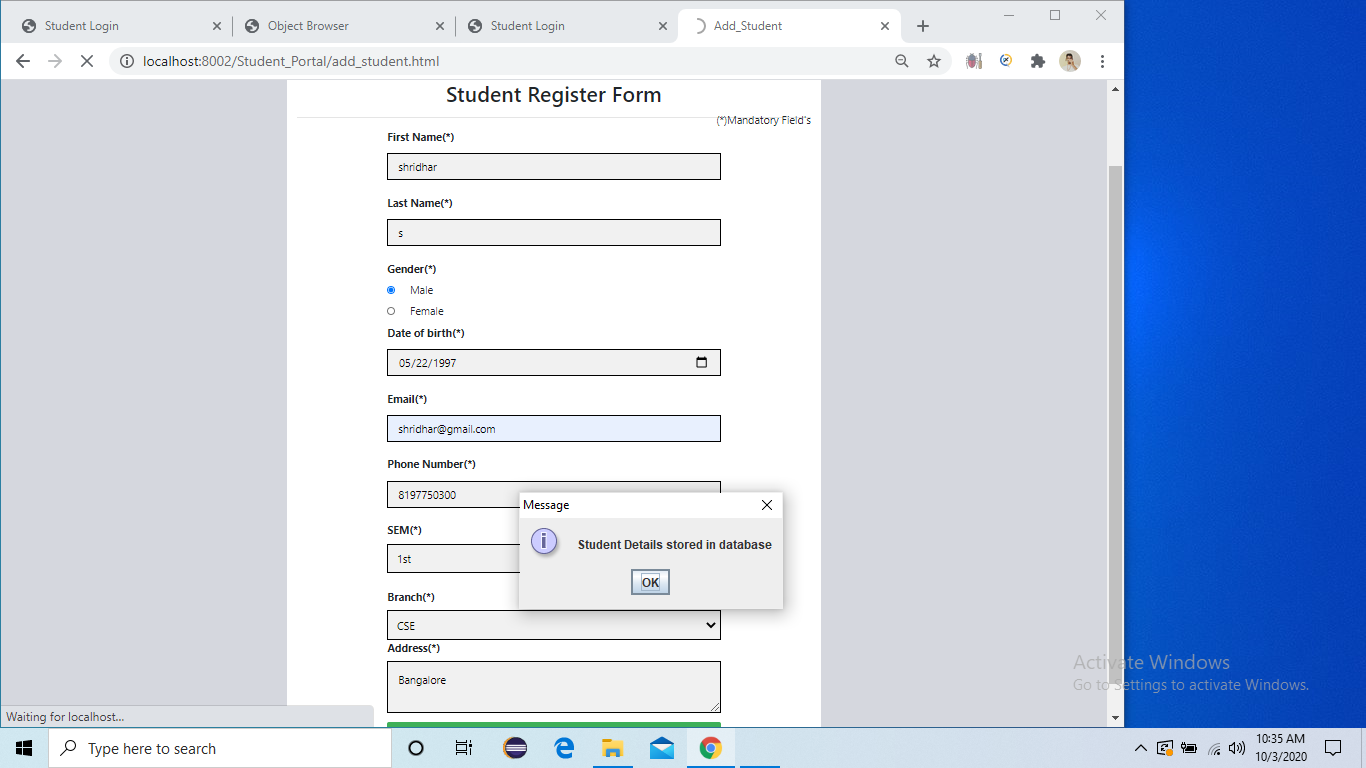 Student Login
Object Browser
Student Login
Add_Student
localhost:8002/Student_Portal/add_student.html
Student Register Form
(*)Mandatory Field's
First Name(*)
shridhar
Last Name(*)
s
Gender(*)
Male
Female
Date of birth(*)
05/22/1997
Email(*)
shridhar@gmail.com
Phone Number(*)
8197750300
Message
Student Details stored in database
OK
SEM(*)
1st
Branch(*)
CSE
Address(*)
Bangalore
Activate Windows
Go to Settings to activate Windows.
Waiting for localhost...
Type here to search
10:35 AM
10/3/2020